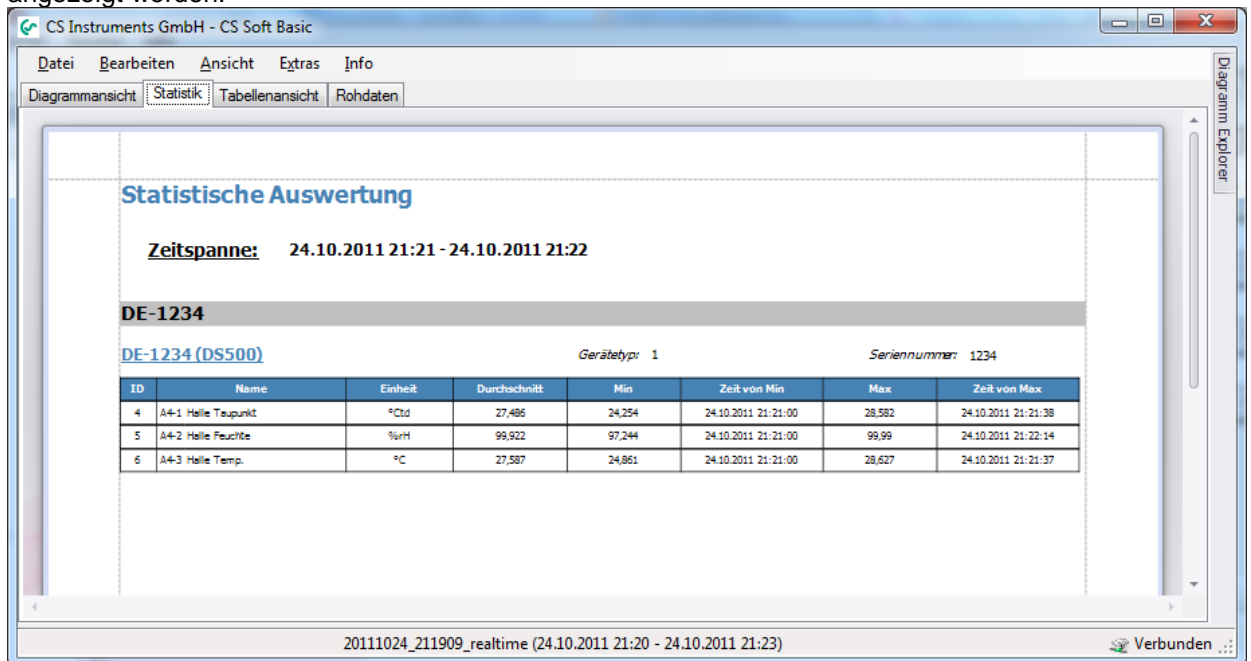 angezeigt werden.
CS Instruments GmbH - CS Soft Basic
Datei Bearbeiten Ansicht Extras Info
Diagrammansicht Statistik Tabellenansicht Rohdaten
Diagramm Explorer
Statistische Auswertung
Zeitspanne: 24.10.2011 21:21 - 24.10.2011 21:22
DE-1234
DE-1234 (DS500) Gerätetyp: 1 Seriennummer: 1234
ID Name Einheit Durchschnitt Min Zeit von Min Max Zeit von Max
4 A4-1 Halle Taupunkt °Ctd 27,486 24,254 24.10.2011 21:21:00 28,582 24.10.2011 21:21:38
5 A4-2 Halle Feuchte %rH 99,922 97,244 24.10.2011 21:21:00 99,99 24.10.2011 21:22:14
6 A4-3 Halle Temp. °C 27,587 24,861 24.10.2011 21:21:00 28,627 24.10.2011 21:21:37
20111024_211909_realtime (24.10.2011 21:20 - 24.10.2011 21:23) Verbunden